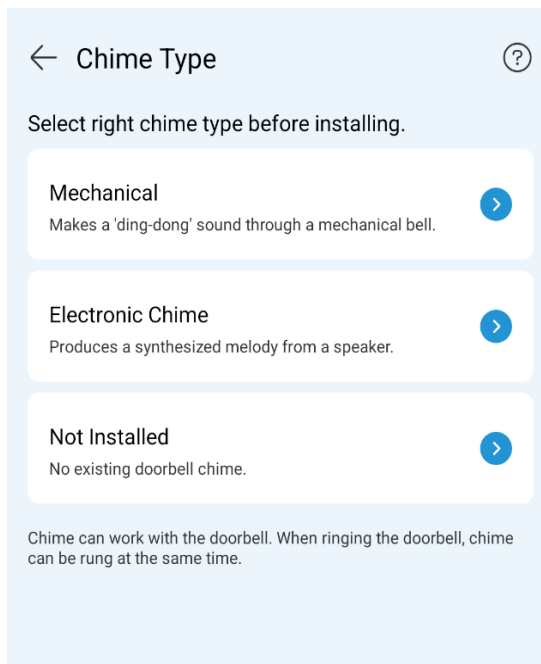 Chime Type
?
Select right chime type before installing.
Mechanical
Makes a 'ding-dong' sound through a mechanical bell.
Electronic Chime
Produces a synthesized melody from a speaker.
Not Installed
No existing doorbell chime.
Chime can work with the doorbell. When ringing the doorbell, chime
can be rung at the same time.